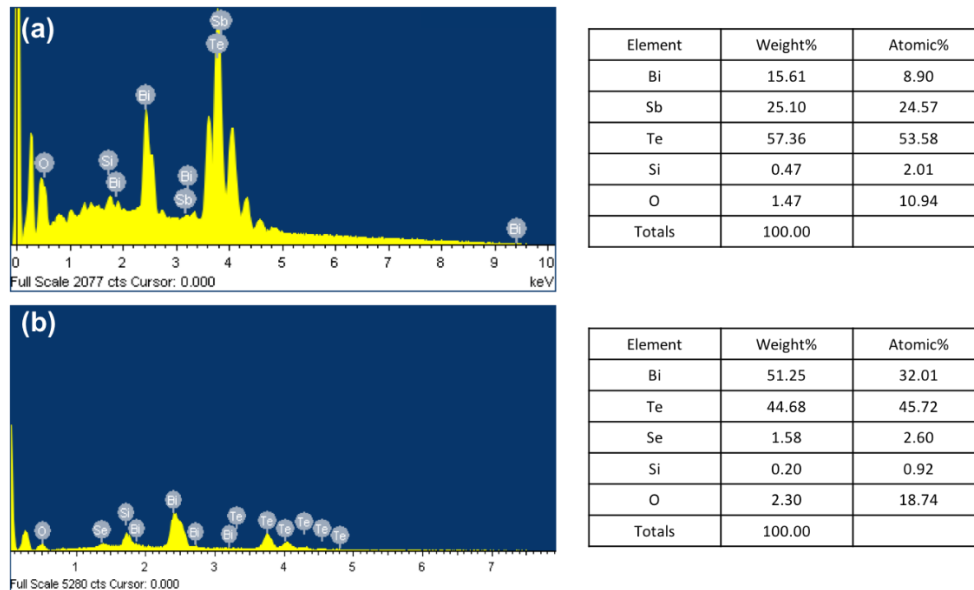 (a)
Sb
Te
Bi
O
Si
Bi
Bi
Sb
Bi
0 1 2 3 4 5 6 7 8 9 10
Full Scale 2077 cts Cursor: 0.000 keV
Element Weight% Atomic%
Bi 15.61 8.90
Sb 25.10 24.57
Te 57.36 53.58
Si 0.47 2.01
O 1.47 10.94
Totals 100.00
(b)
Bi
Si
Te
O Se Bi Bi Bi Te Te Te Te Te
1 2 3 4 5 6 7
Full Scale 5280 cts Cursor: 0.000
Element Weight% Atomic%
Bi 51.25 32.01
Te 44.68 45.72
Se 1.58 2.60
Si 0.20 0.92
O 2.30 18.74
Totals 100.00